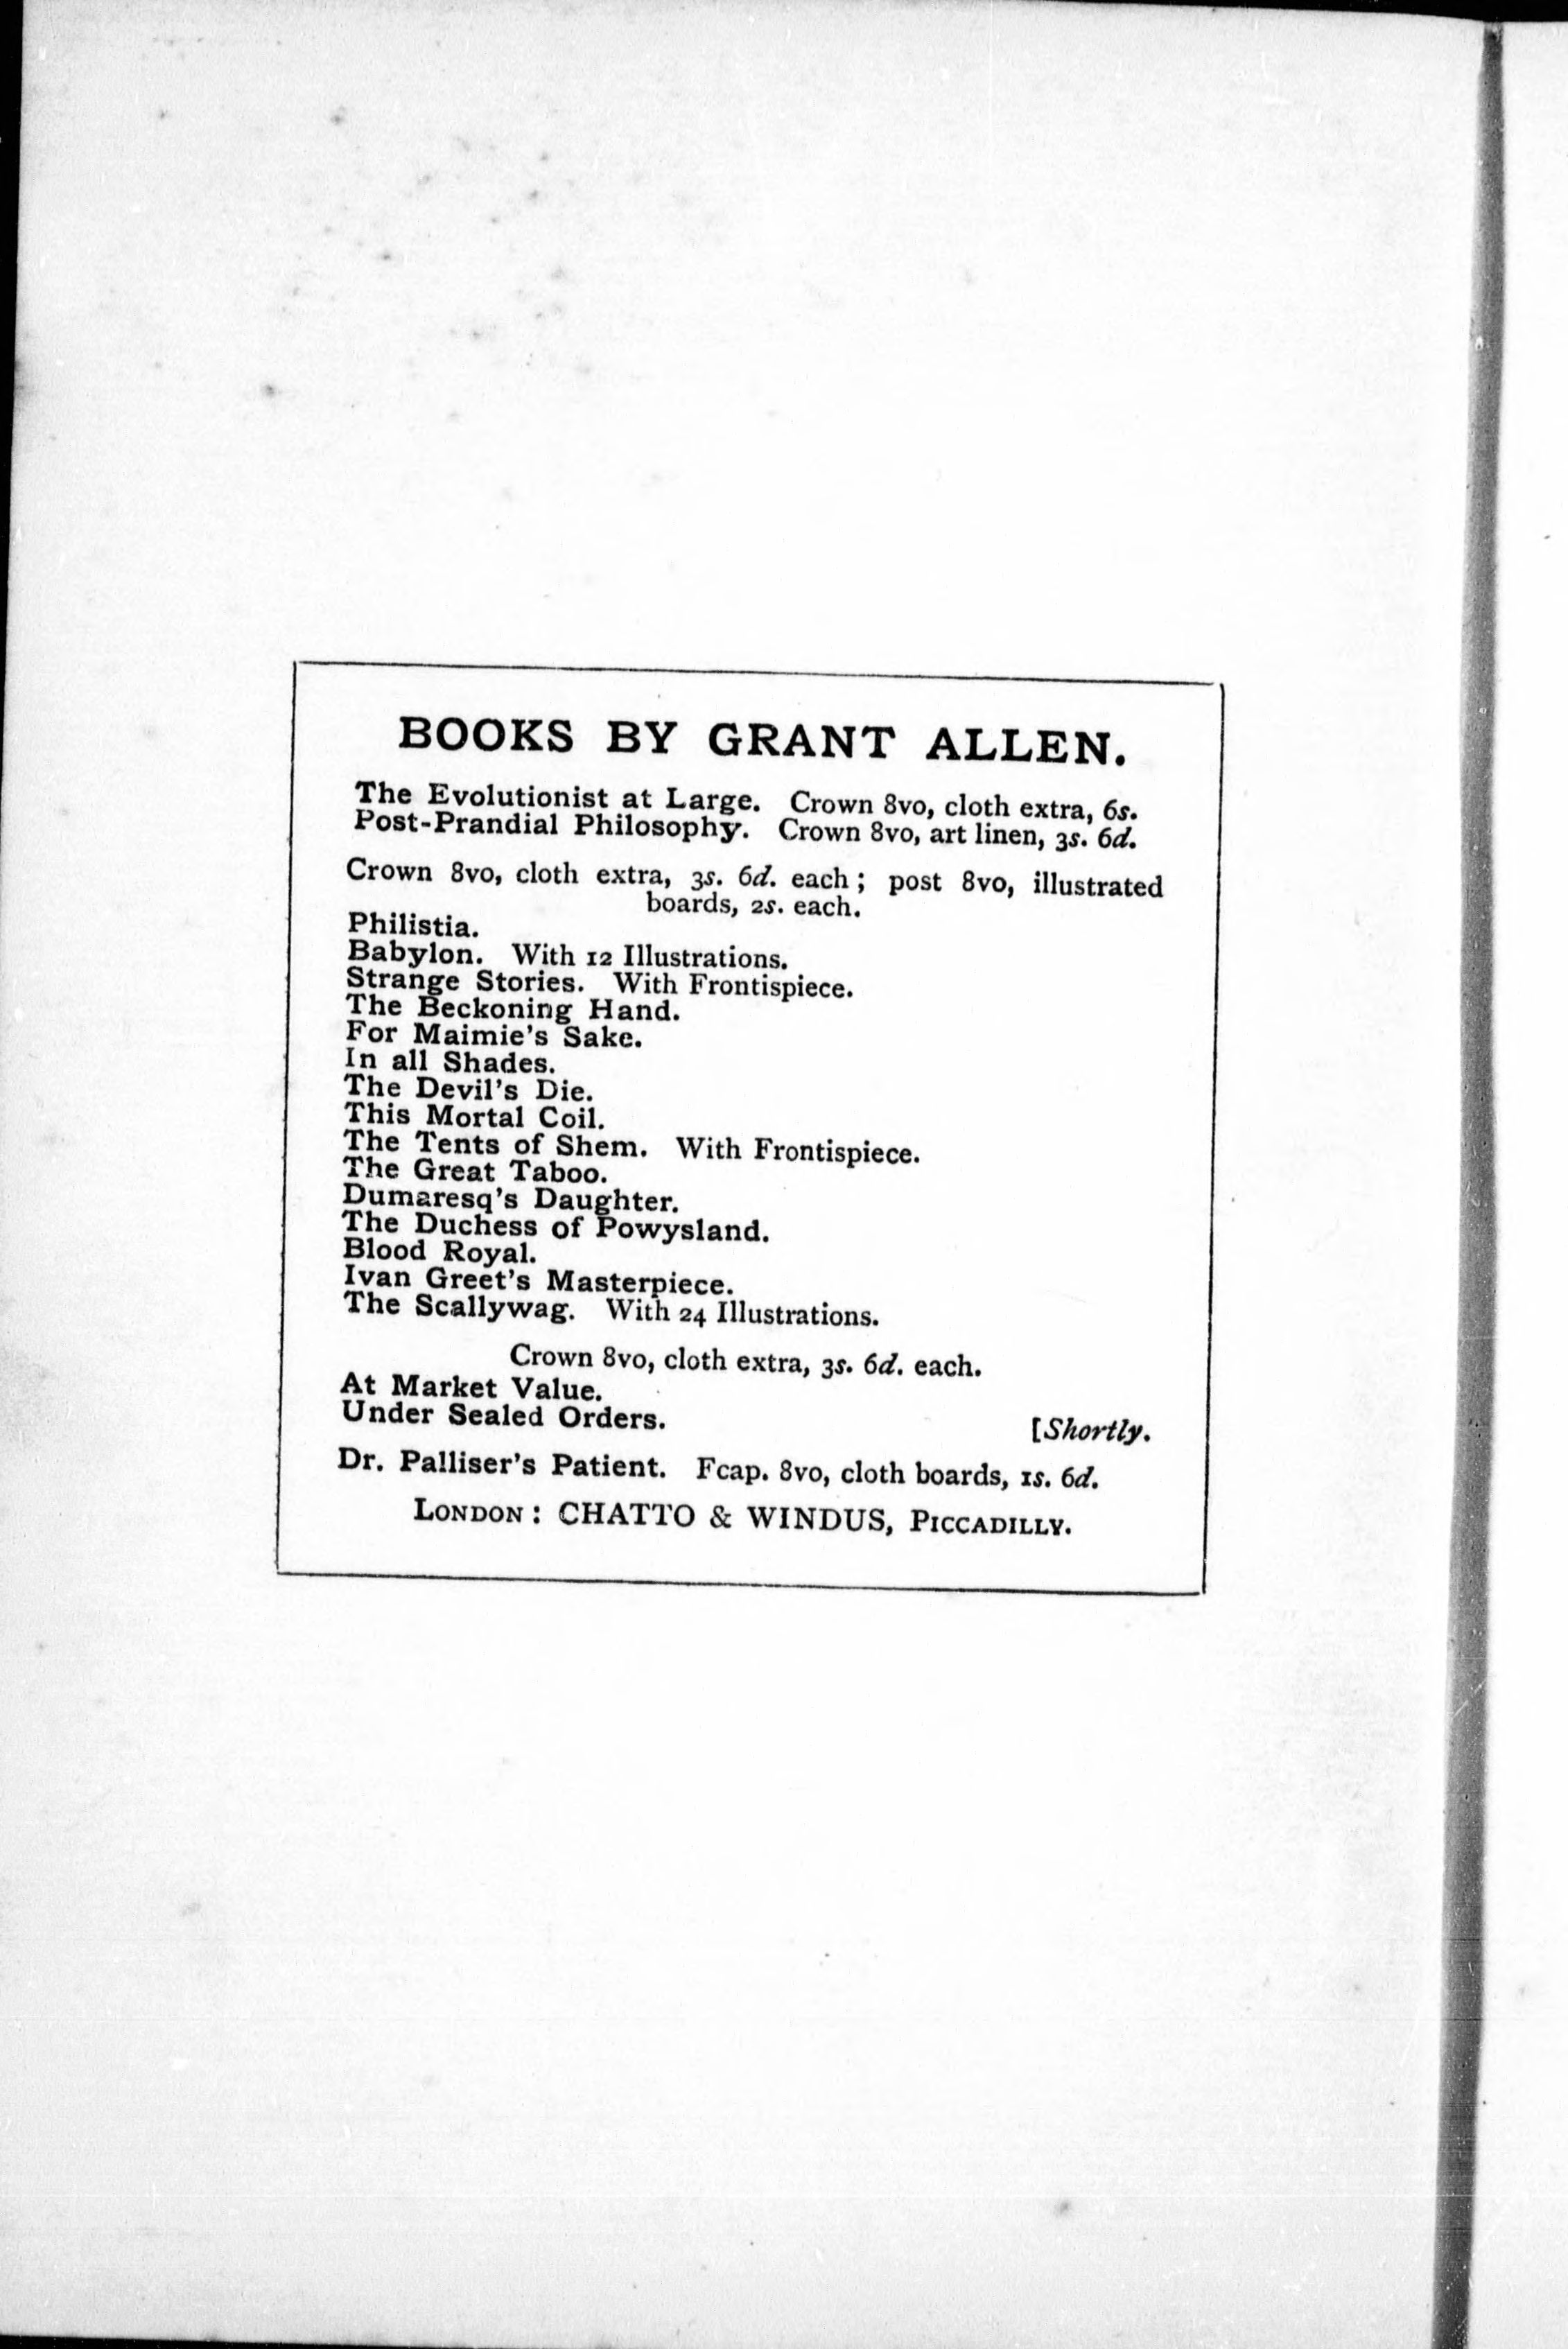 BOOKS BY GRANT ALLEN.
The Evolutionist at Large. Crown 8vo, cloth extra, 6s.
Post-Prandial Philosophy. Crown 8vo, art linen, 3s. 6d.
Crown 8vo, cloth extra, 3s. 6d. each; post 8vo, illustrated
boards, 2s. each.
Philistia.
Babylon. With 12 Illustrations.
Strange Stories. With Frontispiece.
The Beckoning Hand.
For Maimie's Sake.
In all Shades.
The Devil's Die.
This Mortal Coil.
The Tents of Shem. With Frontispiece.
The Great Taboo.
Dumaresq's Daughter.
The Duchess of Powysland.
Blood Royal.
Ivan Greet's Masterpiece.
The Scallywag. With 24 Illustrations.
Crown 8vo, cloth extra, 3s. 6d. each.
At Market Value.
Under Sealed Orders. [Shortly.
Dr. Palliser's Patient. Fcap. 8vo, cloth boards, 1s. 6d.
LONDON: CHATTO & WINDUS, PICCADILLY.